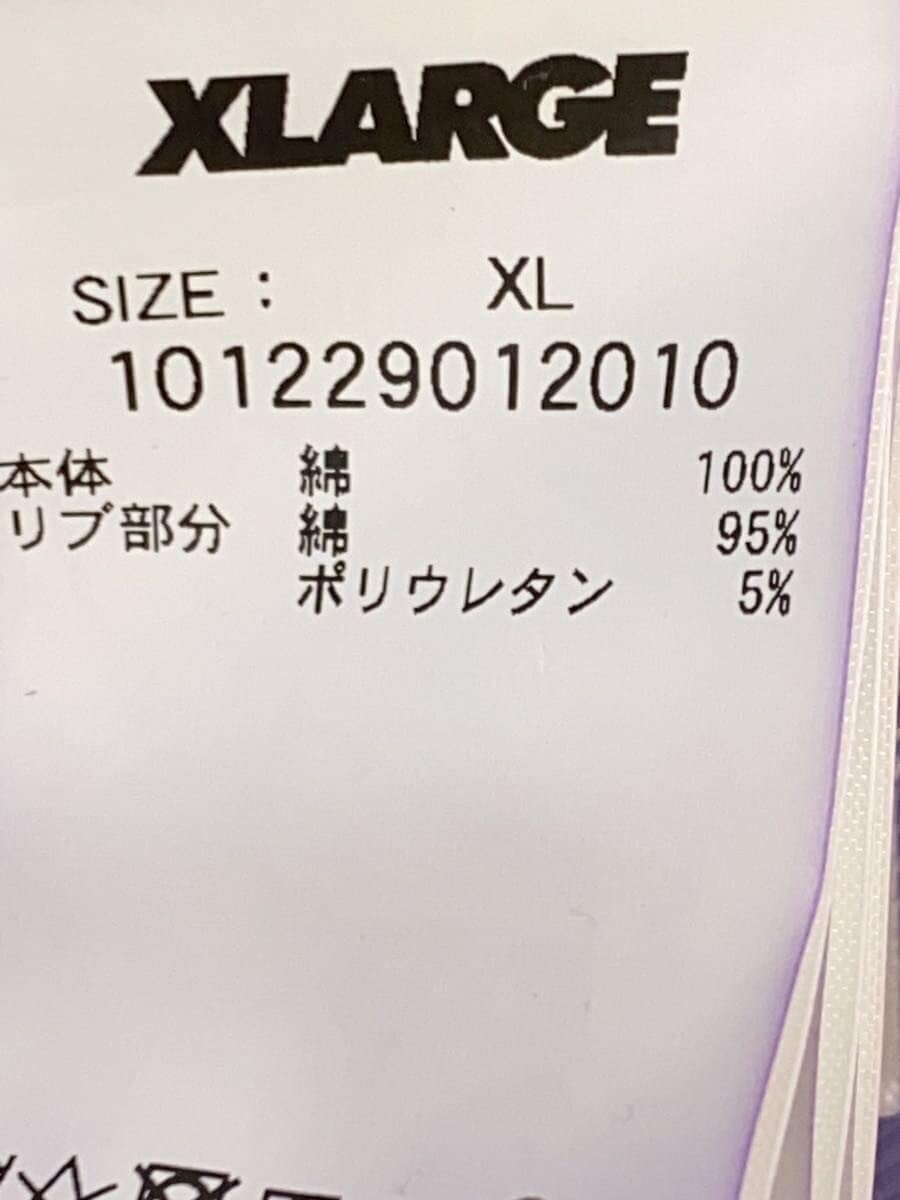 XLARGE
SIZE : XL
101229012010
本体 綿 100%
リブ部分 綿 95%
ポリウレタン 5%